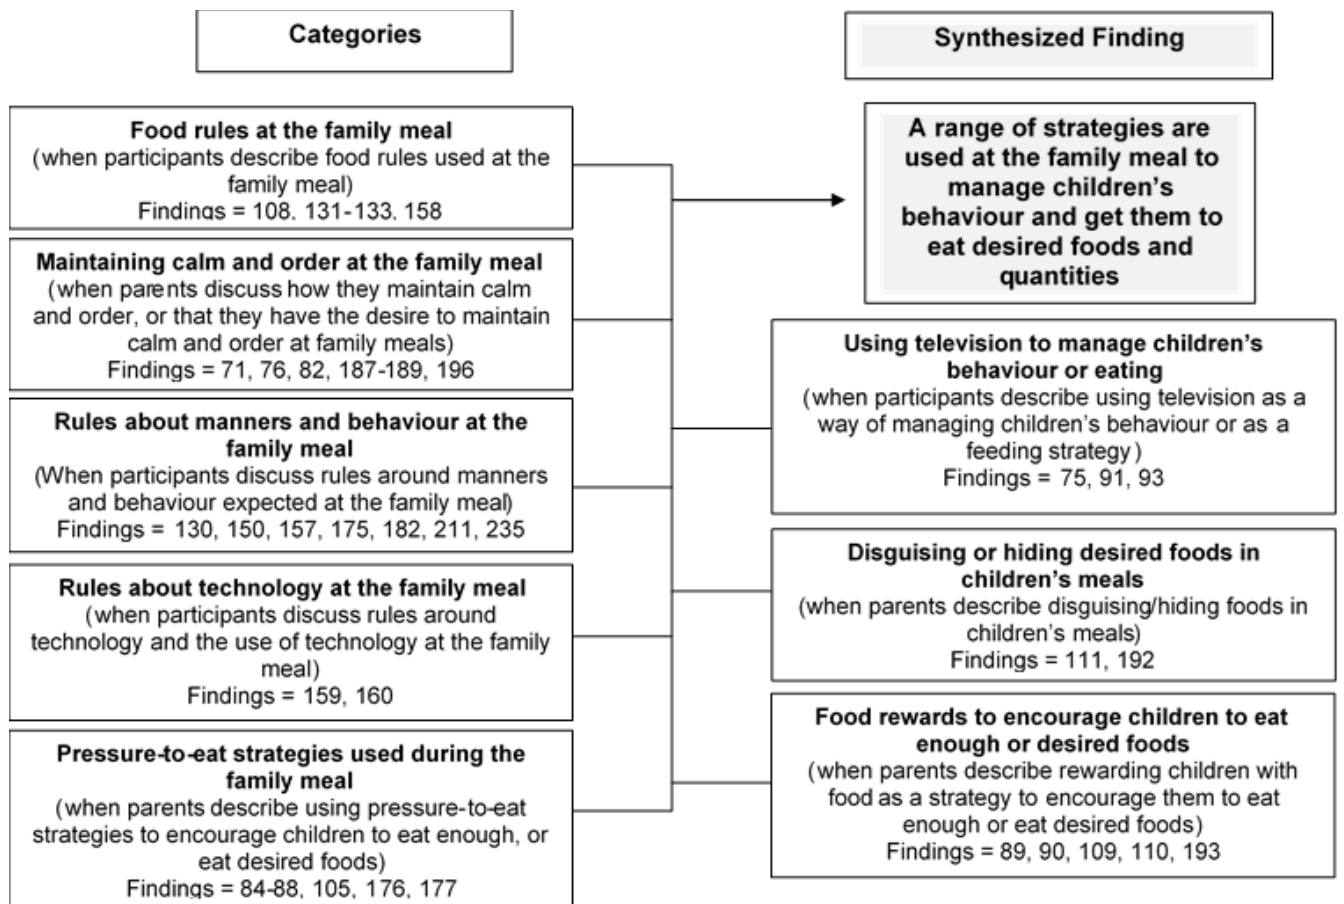 Categories
Food rules at the family meal
(when participants describe food rules used at the
family meal)
Findings = 108, 131-133, 158
Maintaining calm and order at the family meal
(when parents discuss how they maintain calm
and order, or that they have the desire to maintain
calm and order at family meals)
Findings = 71, 76, 82, 187-189, 196
Rules about manners and behaviour at the
family meal
(When participants discuss rules around manners
and behaviour expected at the family meal)
Findings = 130, 150, 157, 175, 182, 211, 235
Rules about technology at the family meal
(when participants discuss rules around
technology and the use of technology at the family
meal)
Findings = 159, 160
Pressure-to-eat strategies used during the
family meal
(when parents describe using pressure-to-eat
strategies to encourage children to eat enough, or
eat desired foods)
Findings = 84-88, 105, 176, 177
Synthesized Finding
A range of strategies are
used at the family meal to
manage children’s
behaviour and get them to
eat desired foods and
quantities
Using television to manage children’s
behaviour or eating
(when participants describe using television as a
way of managing children’s behaviour or as a
feeding strategy)
Findings = 75, 91, 93
Disguising or hiding desired foods in
children’s meals
(when parents describe disguising/hiding foods in
children’s meals)
Findings = 111, 192
Food rewards to encourage children to eat
enough or desired foods
(when parents describe rewarding children with
food as a strategy to encourage them to eat
enough or eat desired foods)
Findings = 89, 90, 109, 110, 193